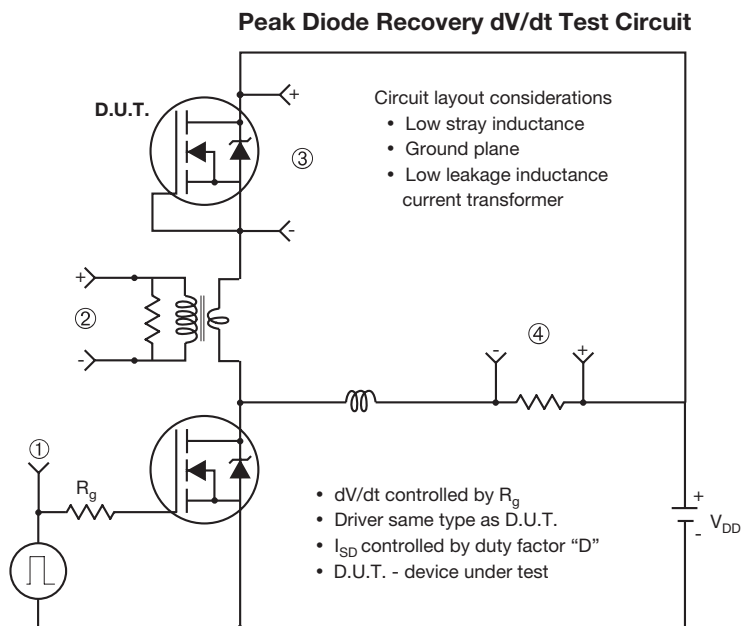 Peak Diode Recovery dV/dt Test Circuit
+
D.U.T.
Circuit layout considerations
• Low stray inductance
• Ground plane
• Low leakage inductance
current transformer
③
-
+
②
-
-
④
+
①
Rg
• dV/dt controlled by Rg
• Driver same type as D.U.T.
• ISD controlled by duty factor “D”
• D.U.T. - device under test
+
-
VDD